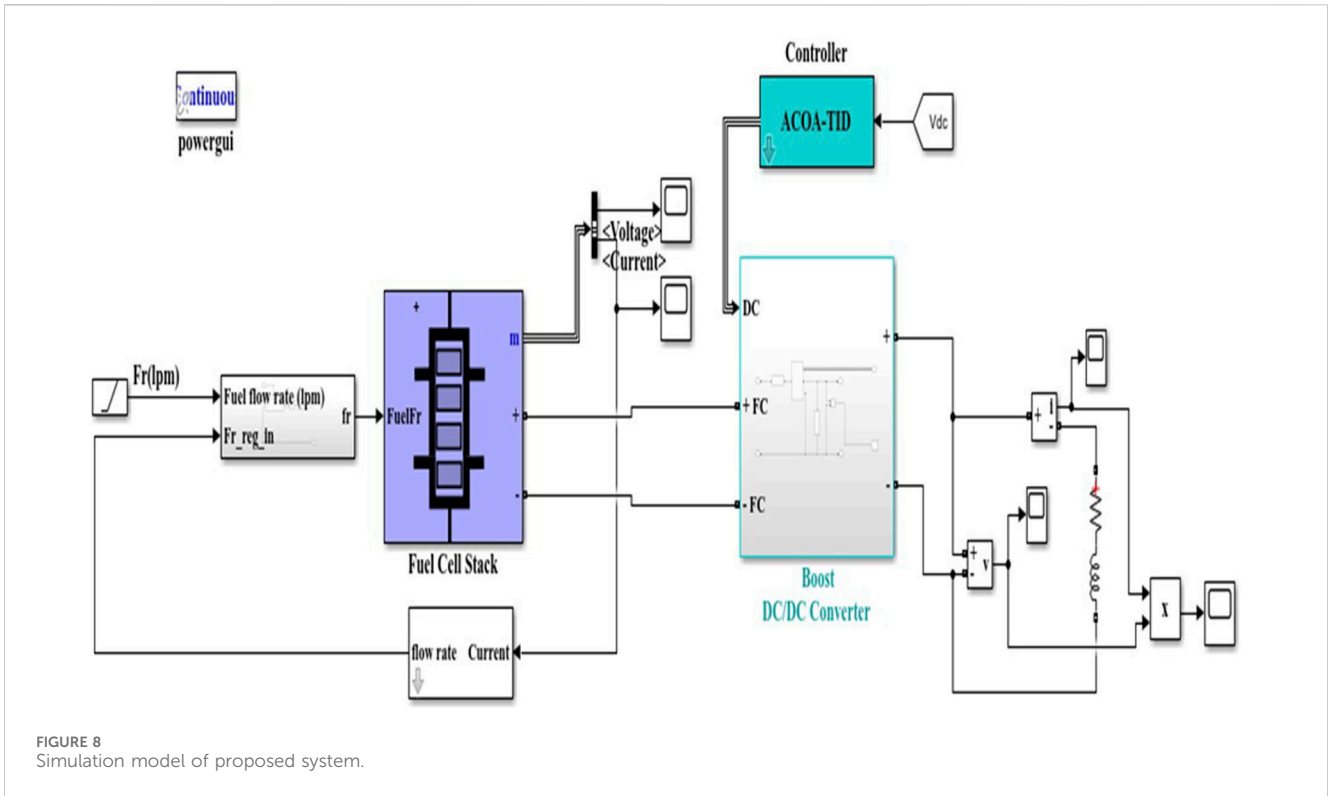 Controller
ACOA-TID
Vdc
Continuous
powergui
<Voltage>
<Current>
DC
+
m
+
Fr(lpm)
Fuel flow rate (lpm)
fr
FuelFr
+
+ FC
+
i
-
Fr_reg_in
-
- FC
-
Fuel Cell Stack
+
-
v
Boost
DC/DC Converter
x
flow rate Current
FIGURE 8
Simulation model of proposed system.